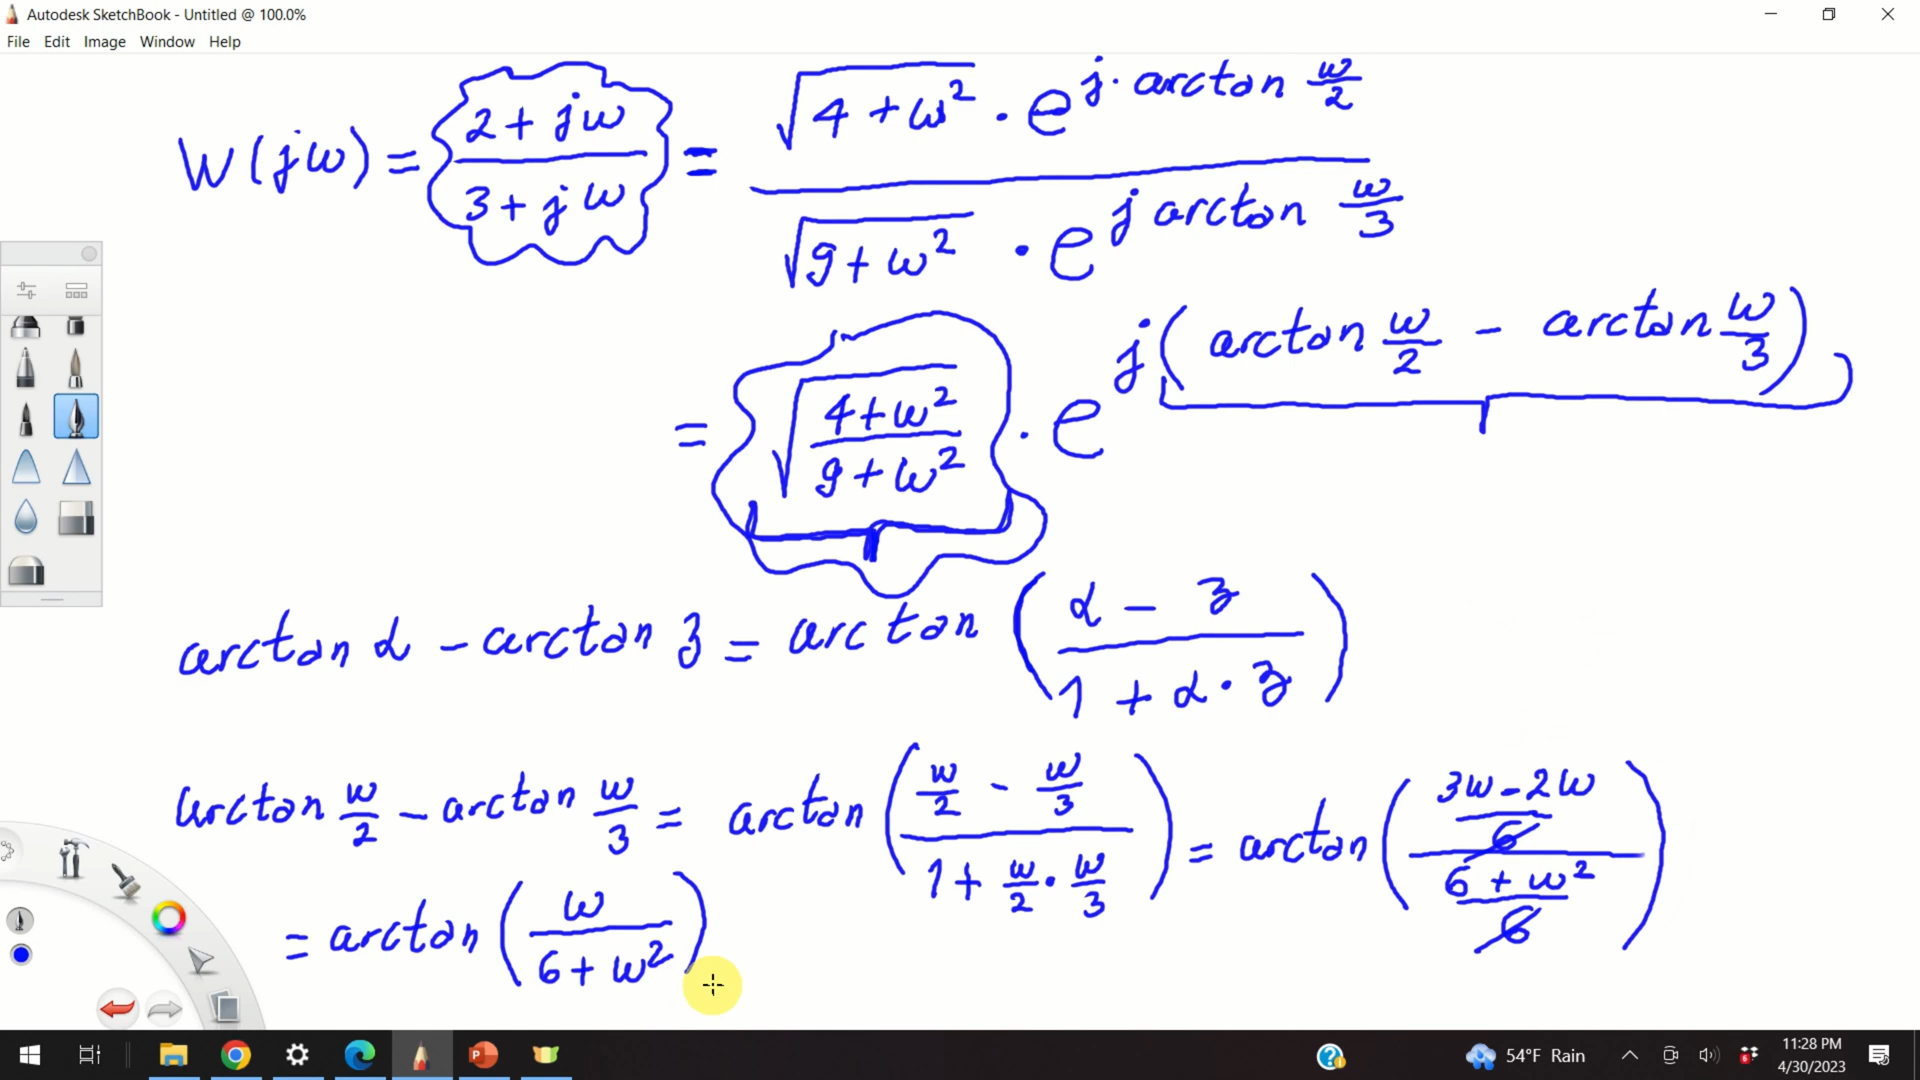 Autodesk SketchBook - Untitled @ 100.0%
File Edit Image Window Help
W(jω) = (2 + jω)/(3 + jω) = (√(4 + ω²) · e^(j · arctan ω/2))/(√(9 + ω²) · e^(j arctan ω/3))
= √((4 + ω²)/(9 + ω²)) · e^(j(arctan ω/2 - arctan ω/3))
arctan α - arctan z = arctan ((α - z)/(1 + α · z))
arctan ω/2 - arctan ω/3 = arctan ((ω/2 - ω/3)/(1 + ω/2 · ω/3)) = arctan (((3ω - 2ω)/6)/((6 + ω²)/6))
= arctan (ω/(6 + ω²))
54°F Rain
11:28 PM
4/30/2023